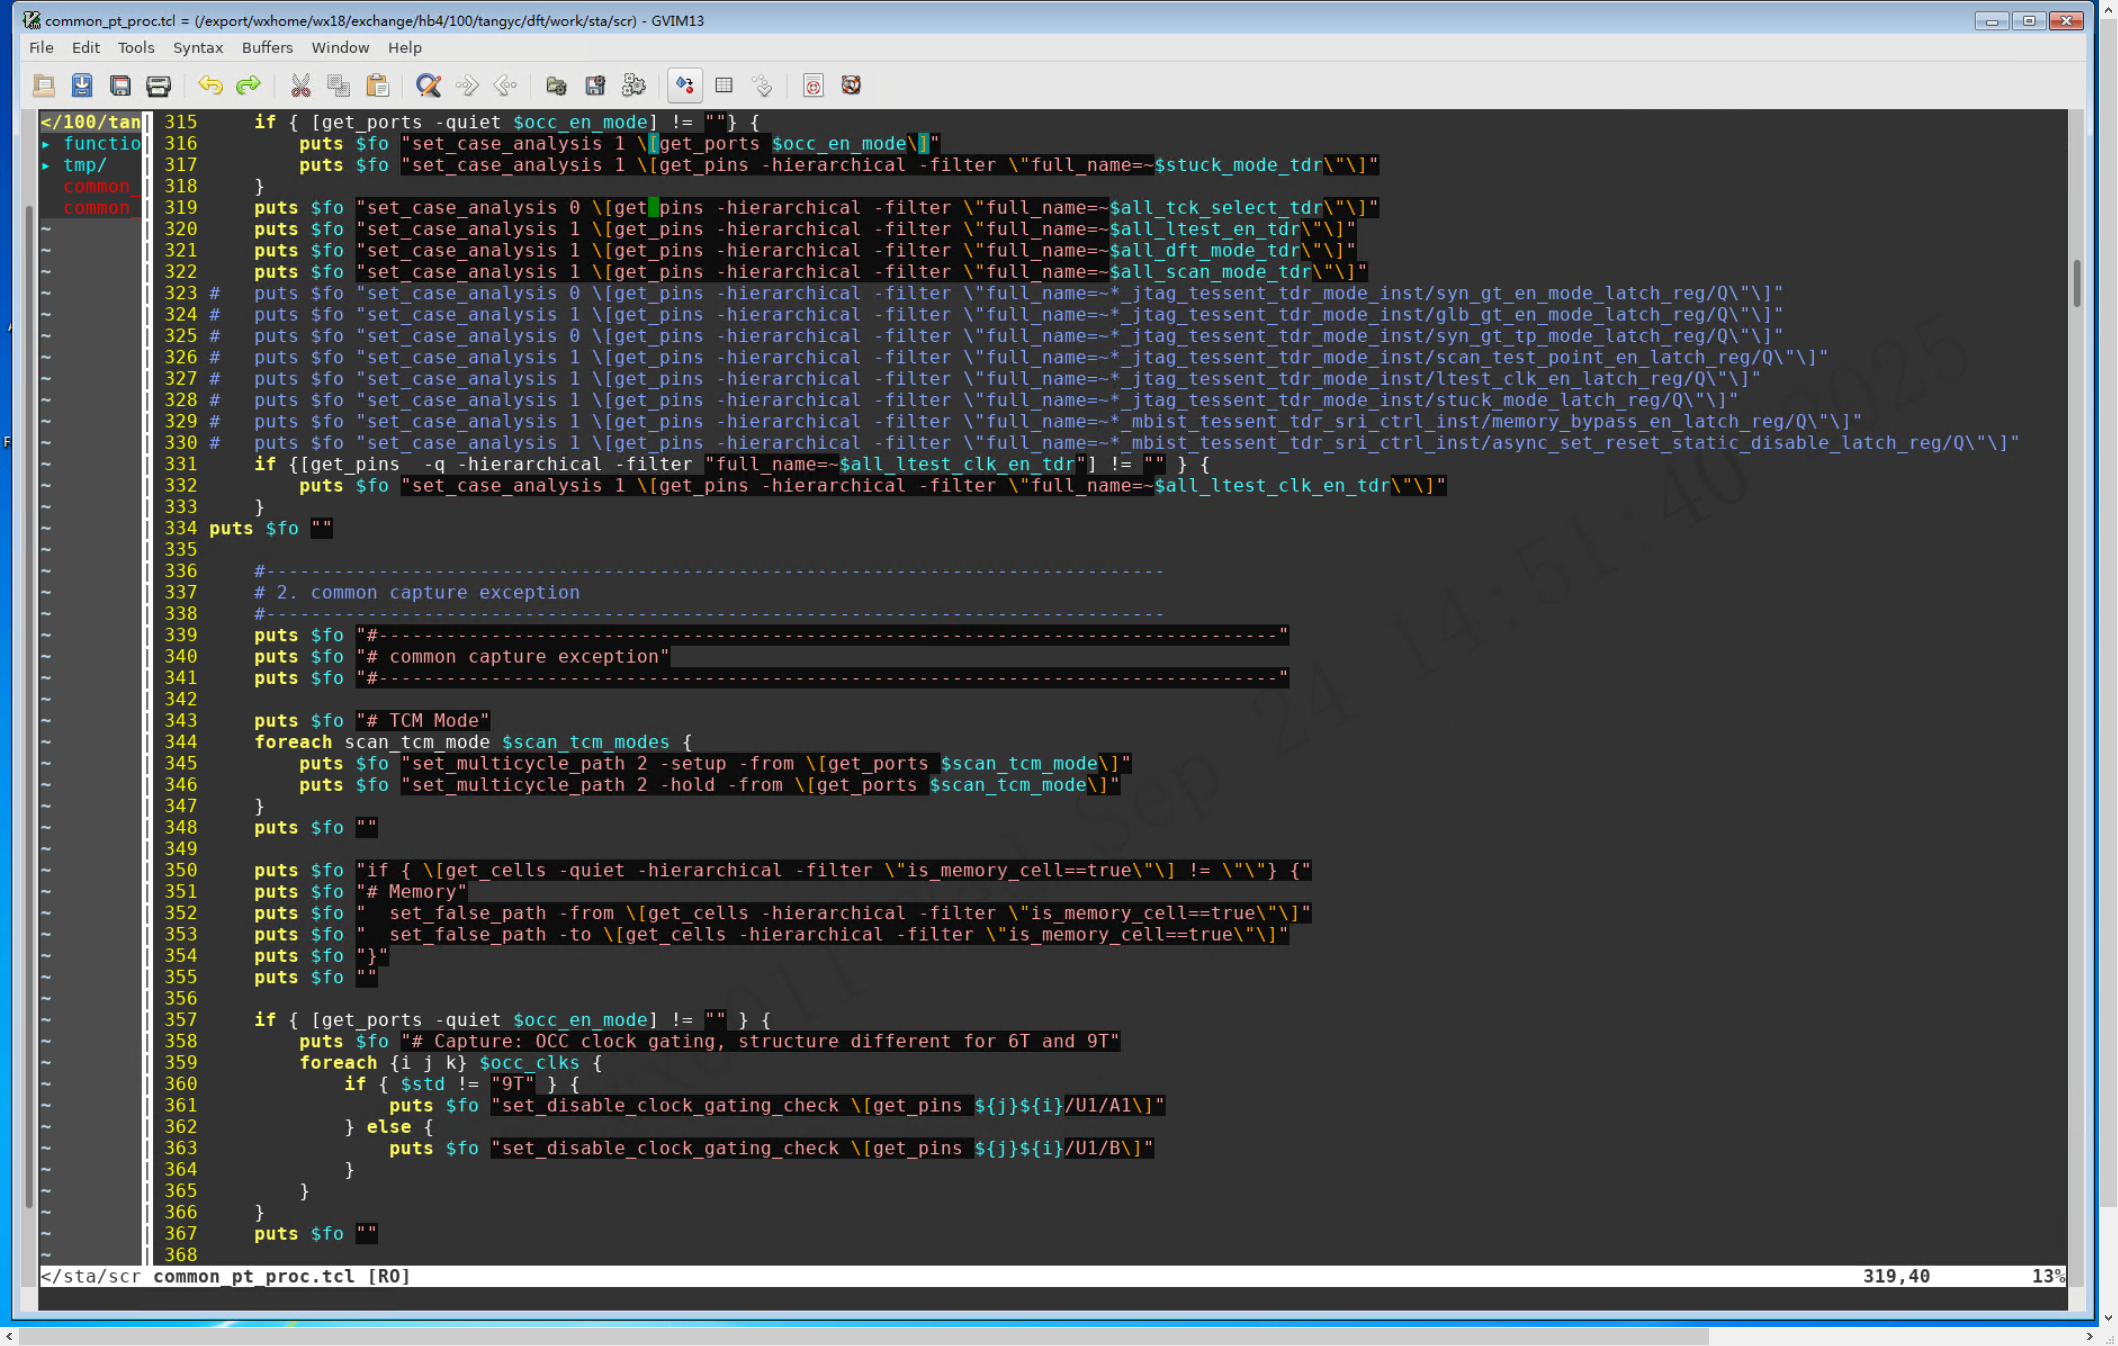 common_pt_proc.tcl = (/export/wxhome/wx18/exchange/hb4/100/tangyc/dft/work/sta/scr) - GVIM13
File Edit Tools Syntax Buffers Window Help
</100/tan
▸ functio
▸ tmp/
common_
common_
315     if { [get_ports -quiet $occ_en_mode] != ""} {
316         puts $fo "set_case_analysis 1 \[get_ports $occ_en_mode\]"
317         puts $fo "set_case_analysis 1 \[get_pins -hierarchical -filter \"full_name=~$stuck_mode_tdr\"\]"
318     }
319     puts $fo "set_case_analysis 0 \[get_pins -hierarchical -filter \"full_name=~$all_tck_select_tdr\"\]"
320     puts $fo "set_case_analysis 1 \[get_pins -hierarchical -filter \"full_name=~$all_ltest_en_tdr\"\]"
321     puts $fo "set_case_analysis 1 \[get_pins -hierarchical -filter \"full_name=~$all_dft_mode_tdr\"\]"
322     puts $fo "set_case_analysis 1 \[get_pins -hierarchical -filter \"full_name=~$all_scan_mode_tdr\"\]"
323 #   puts $fo "set_case_analysis 0 \[get_pins -hierarchical -filter \"full_name=~*_jtag_tessent_tdr_mode_inst/syn_gt_en_mode_latch_reg/Q\"\]"
324 #   puts $fo "set_case_analysis 1 \[get_pins -hierarchical -filter \"full_name=~*_jtag_tessent_tdr_mode_inst/glb_gt_en_mode_latch_reg/Q\"\]"
325 #   puts $fo "set_case_analysis 0 \[get_pins -hierarchical -filter \"full_name=~*_jtag_tessent_tdr_mode_inst/syn_gt_tp_mode_latch_reg/Q\"\]"
326 #   puts $fo "set_case_analysis 1 \[get_pins -hierarchical -filter \"full_name=~*_jtag_tessent_tdr_mode_inst/scan_test_point_en_latch_reg/Q\"\]"
327 #   puts $fo "set_case_analysis 1 \[get_pins -hierarchical -filter \"full_name=~*_jtag_tessent_tdr_mode_inst/ltest_clk_en_latch_reg/Q\"\]"
328 #   puts $fo "set_case_analysis 1 \[get_pins -hierarchical -filter \"full_name=~*_jtag_tessent_tdr_mode_inst/stuck_mode_latch_reg/Q\"\]"
329 #   puts $fo "set_case_analysis 1 \[get_pins -hierarchical -filter \"full_name=~*_mbist_tessent_tdr_sri_ctrl_inst/memory_bypass_en_latch_reg/Q\"\]"
330 #   puts $fo "set_case_analysis 1 \[get_pins -hierarchical -filter \"full_name=~*_mbist_tessent_tdr_sri_ctrl_inst/async_set_reset_static_disable_latch_reg/Q\"\]"
331     if {[get_pins  -q -hierarchical -filter "full_name=~$all_ltest_clk_en_tdr"] != "" } {
332         puts $fo "set_case_analysis 1 \[get_pins -hierarchical -filter \"full_name=~$all_ltest_clk_en_tdr\"\]"
333     }
334 puts $fo ""
335
336     #--------------------------------------------------------------------------------
337     # 2. common capture exception
338     #--------------------------------------------------------------------------------
339     puts $fo "#--------------------------------------------------------------------------------"
340     puts $fo "# common capture exception"
341     puts $fo "#--------------------------------------------------------------------------------"
342
343     puts $fo "# TCM Mode"
344     foreach scan_tcm_mode $scan_tcm_modes {
345         puts $fo "set_multicycle_path 2 -setup -from \[get_ports $scan_tcm_mode\]"
346         puts $fo "set_multicycle_path 2 -hold -from \[get_ports $scan_tcm_mode\]"
347     }
348     puts $fo ""
349
350     puts $fo "if { \[get_cells -quiet -hierarchical -filter \"is_memory_cell==true\"\] != \"\"} {"
351     puts $fo "# Memory"
352     puts $fo "  set_false_path -from \[get_cells -hierarchical -filter \"is_memory_cell==true\"\]"
353     puts $fo "  set_false_path -to \[get_cells -hierarchical -filter \"is_memory_cell==true\"\]"
354     puts $fo "}"
355     puts $fo ""
356
357     if { [get_ports -quiet $occ_en_mode] != "" } {
358         puts $fo "# Capture: OCC clock gating, structure different for 6T and 9T"
359         foreach {i j k} $occ_clks {
360             if { $std != "9T" } {
361                 puts $fo "set_disable_clock_gating_check \[get_pins ${j}${i}/U1/A1\]"
362             } else {
363                 puts $fo "set_disable_clock_gating_check \[get_pins ${j}${i}/U1/B\]"
364             }
365         }
366     }
367     puts $fo ""
368
</sta/scr common_pt_proc.tcl [RO] 319,40 13%
Sep 24 14:51:40 2025